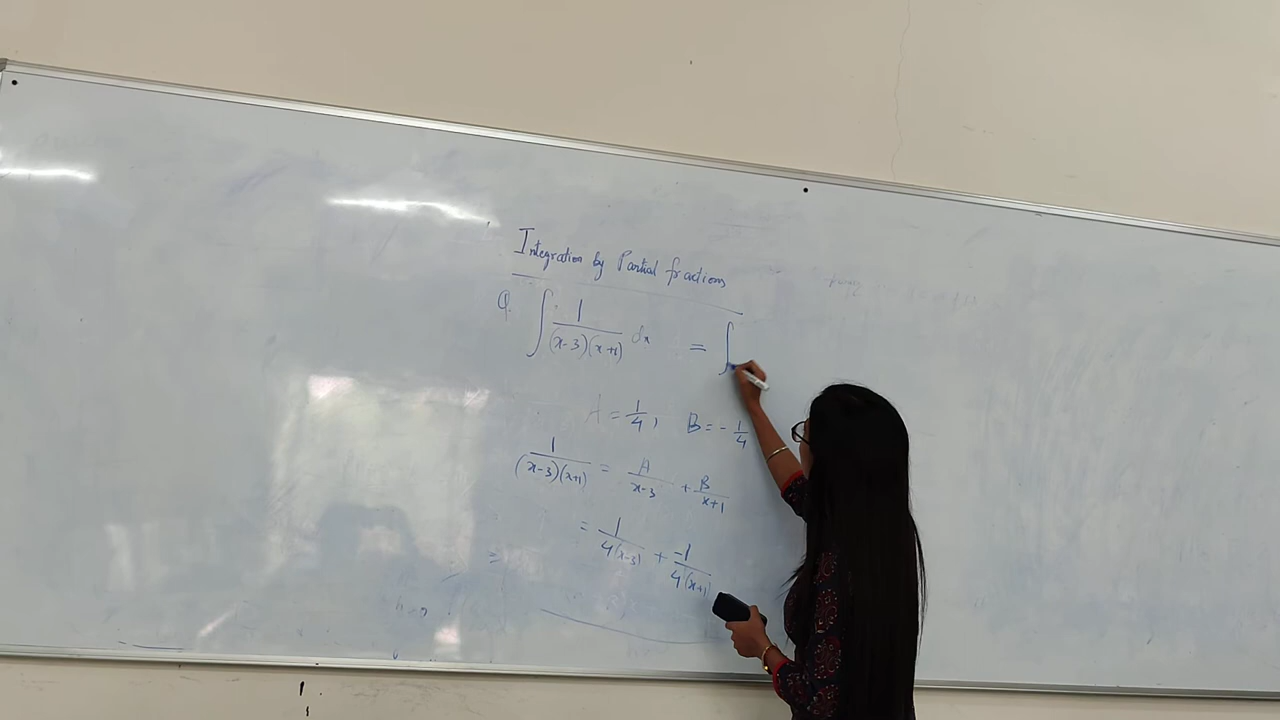 Integration by Partial fractions
Q. ∫ 1/((x-3)(x+1)) dx = ∫
A = 1/4, B = -1/4
1/((x-3)(x+1)) = A/(x-3) + B/(x+1)
= 1/(4(x-3)) + -1/(4(x+1))
=